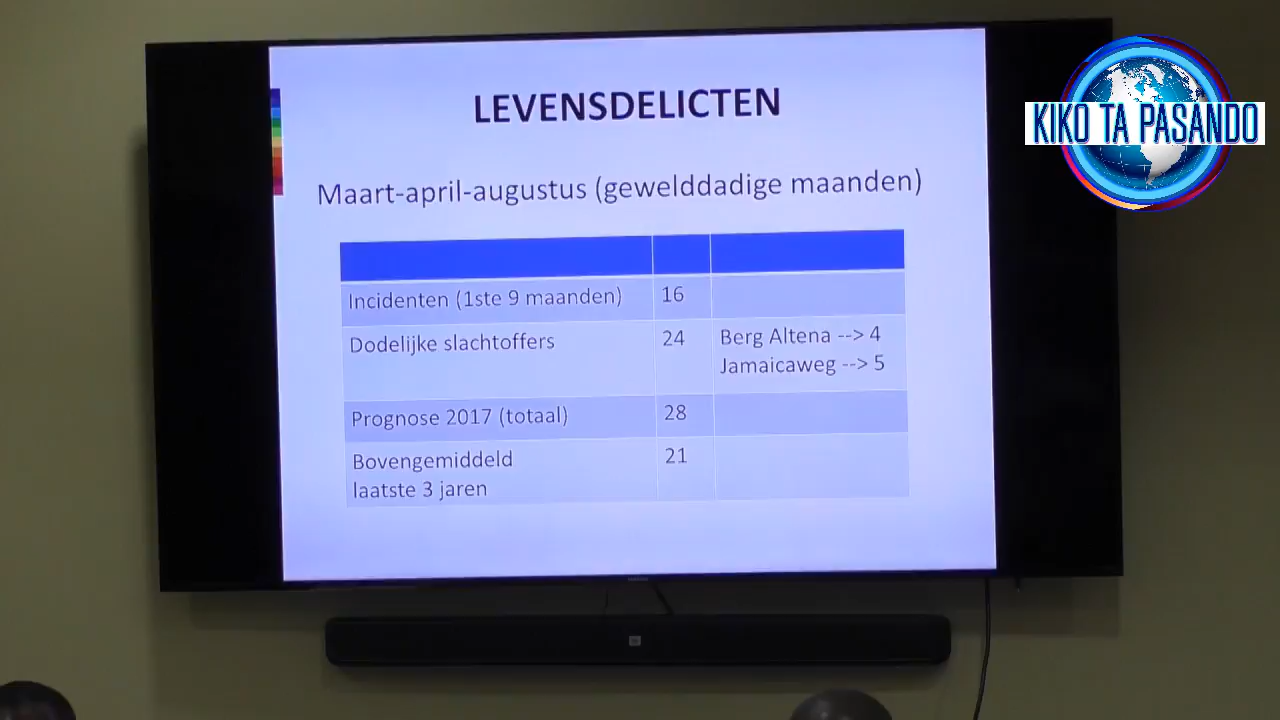 KIKO TA PASANDO
LEVENSDELICTEN
Maart-april-augustus (gewelddadige maanden)
Incidenten (1ste 9 maanden) 16
Dodelijke slachtoffers 24 Berg Altena --> 4
Jamaicaweg --> 5
Prognose 2017 (totaal) 28
Bovengemiddeld 21
laatste 3 jaren